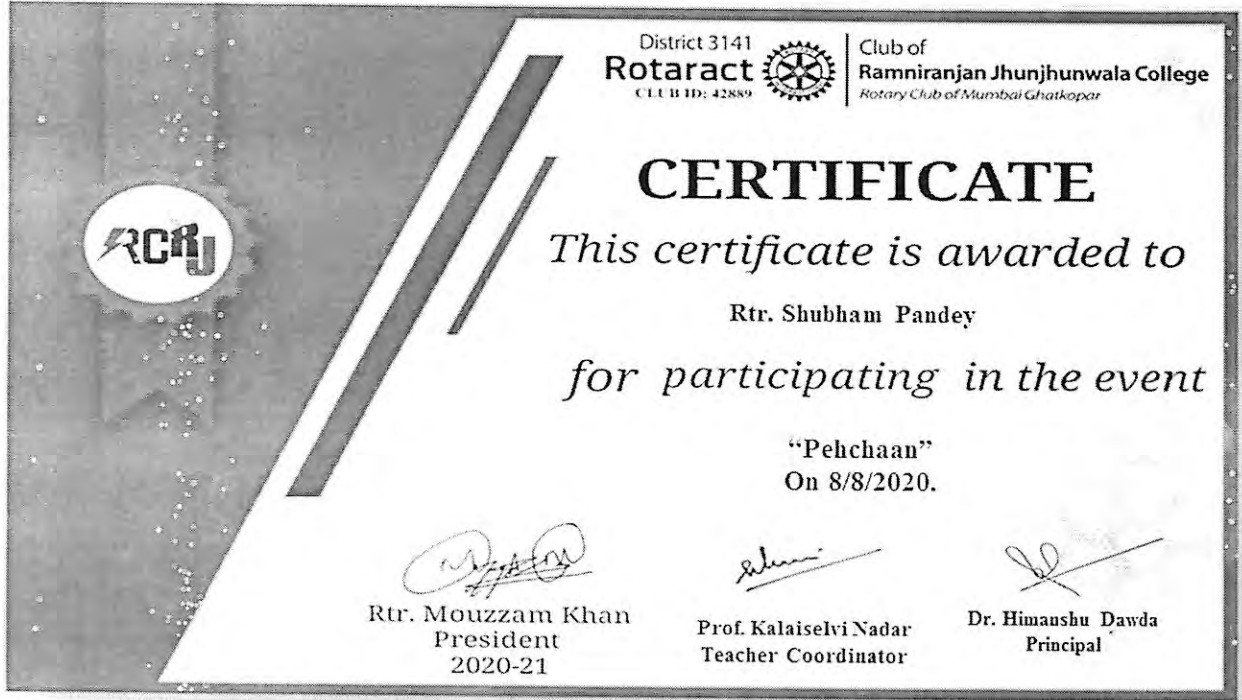 District 3141
Rotaract
CLUB ID: 42889
Club of
Ramniranjan Jhunjhunwala College
Rotary Club of Mumbai Ghatkopar
RCRJ
CERTIFICATE
This certificate is awarded to
Rtr. Shubham Pandey
for participating in the event
“Pehchaan”
On 8/8/2020.
Rtr. Mouzzam Khan
President
2020-21
Prof. Kalaiselvi Nadar
Teacher Coordinator
Dr. Himanshu Dawda
Principal